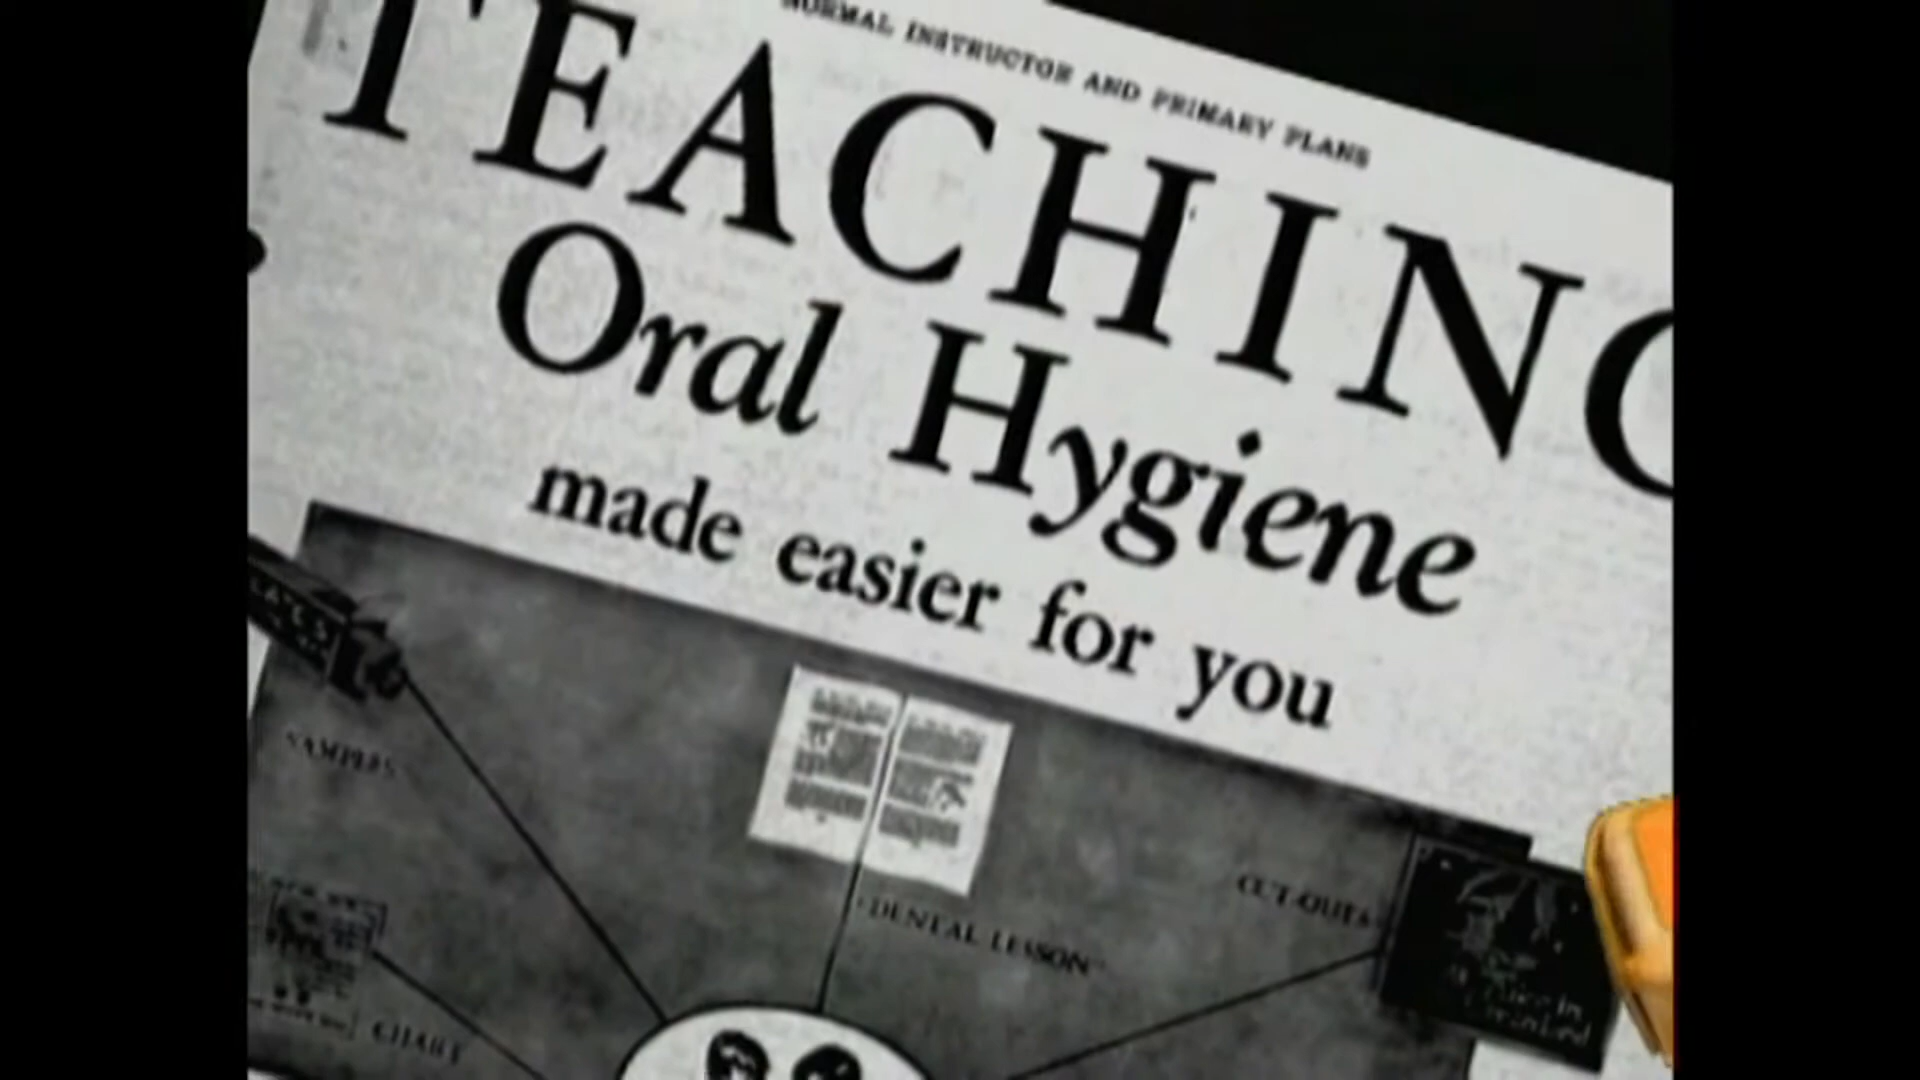 NORMAL INSTRUCTOR AND PRIMARY PLANS
TEACHING
Oral Hygiene
made easier for you
SAMPLES
DENTAL LESSON
CUT-OUTS
CHART